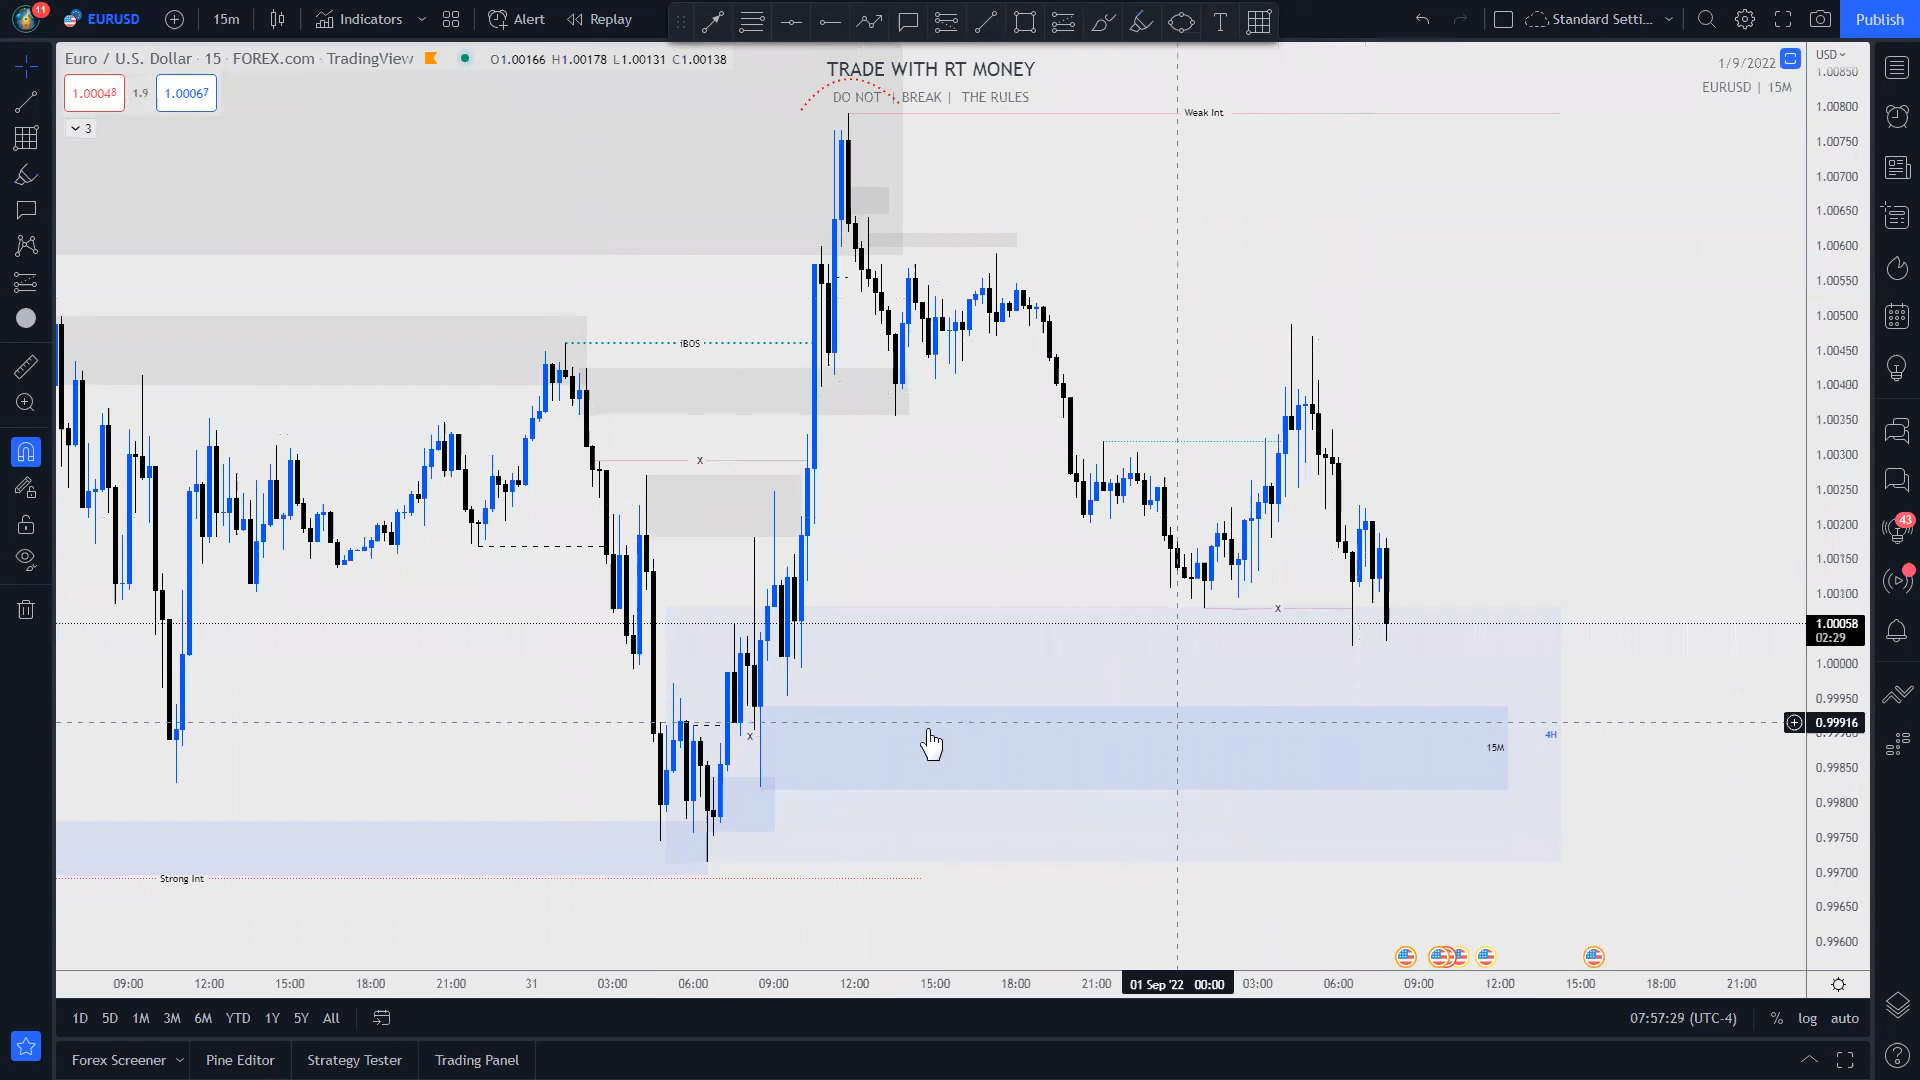 11
EURUSD
15m
Indicators
Alert
Replay
Standard Setti...
Publish
Euro / U.S. Dollar · 15 · FOREX.com · TradingView
O1.00166 H1.00178 L1.00131 C1.00138
1.00048
1.9
1.00067
3
TRADE WITH RT MONEY
DO NOT | BREAK | THE RULES
1/9/2022
EURUSD | 15M
USD
Weak Int
iBOS
X
X
X
4H
15M
Strong Int
1.00850
1.00800
1.00750
1.00700
1.00650
1.00600
1.00550
1.00500
1.00450
1.00400
1.00350
1.00300
1.00250
1.00200
1.00150
1.00100
1.00058
02:29
1.00000
0.99950
0.99916
0.99900
0.99850
0.99800
0.99750
0.99700
0.99650
0.99600
43
09:00
12:00
15:00
18:00
21:00
31
03:00
06:00
09:00
12:00
15:00
18:00
21:00
01 Sep '22 00:00
03:00
06:00
09:00
12:00
15:00
18:00
21:00
1D 5D 1M 3M 6M YTD 1Y 5Y All
07:57:29 (UTC-4)
%
log
auto
Forex Screener
Pine Editor
Strategy Tester
Trading Panel